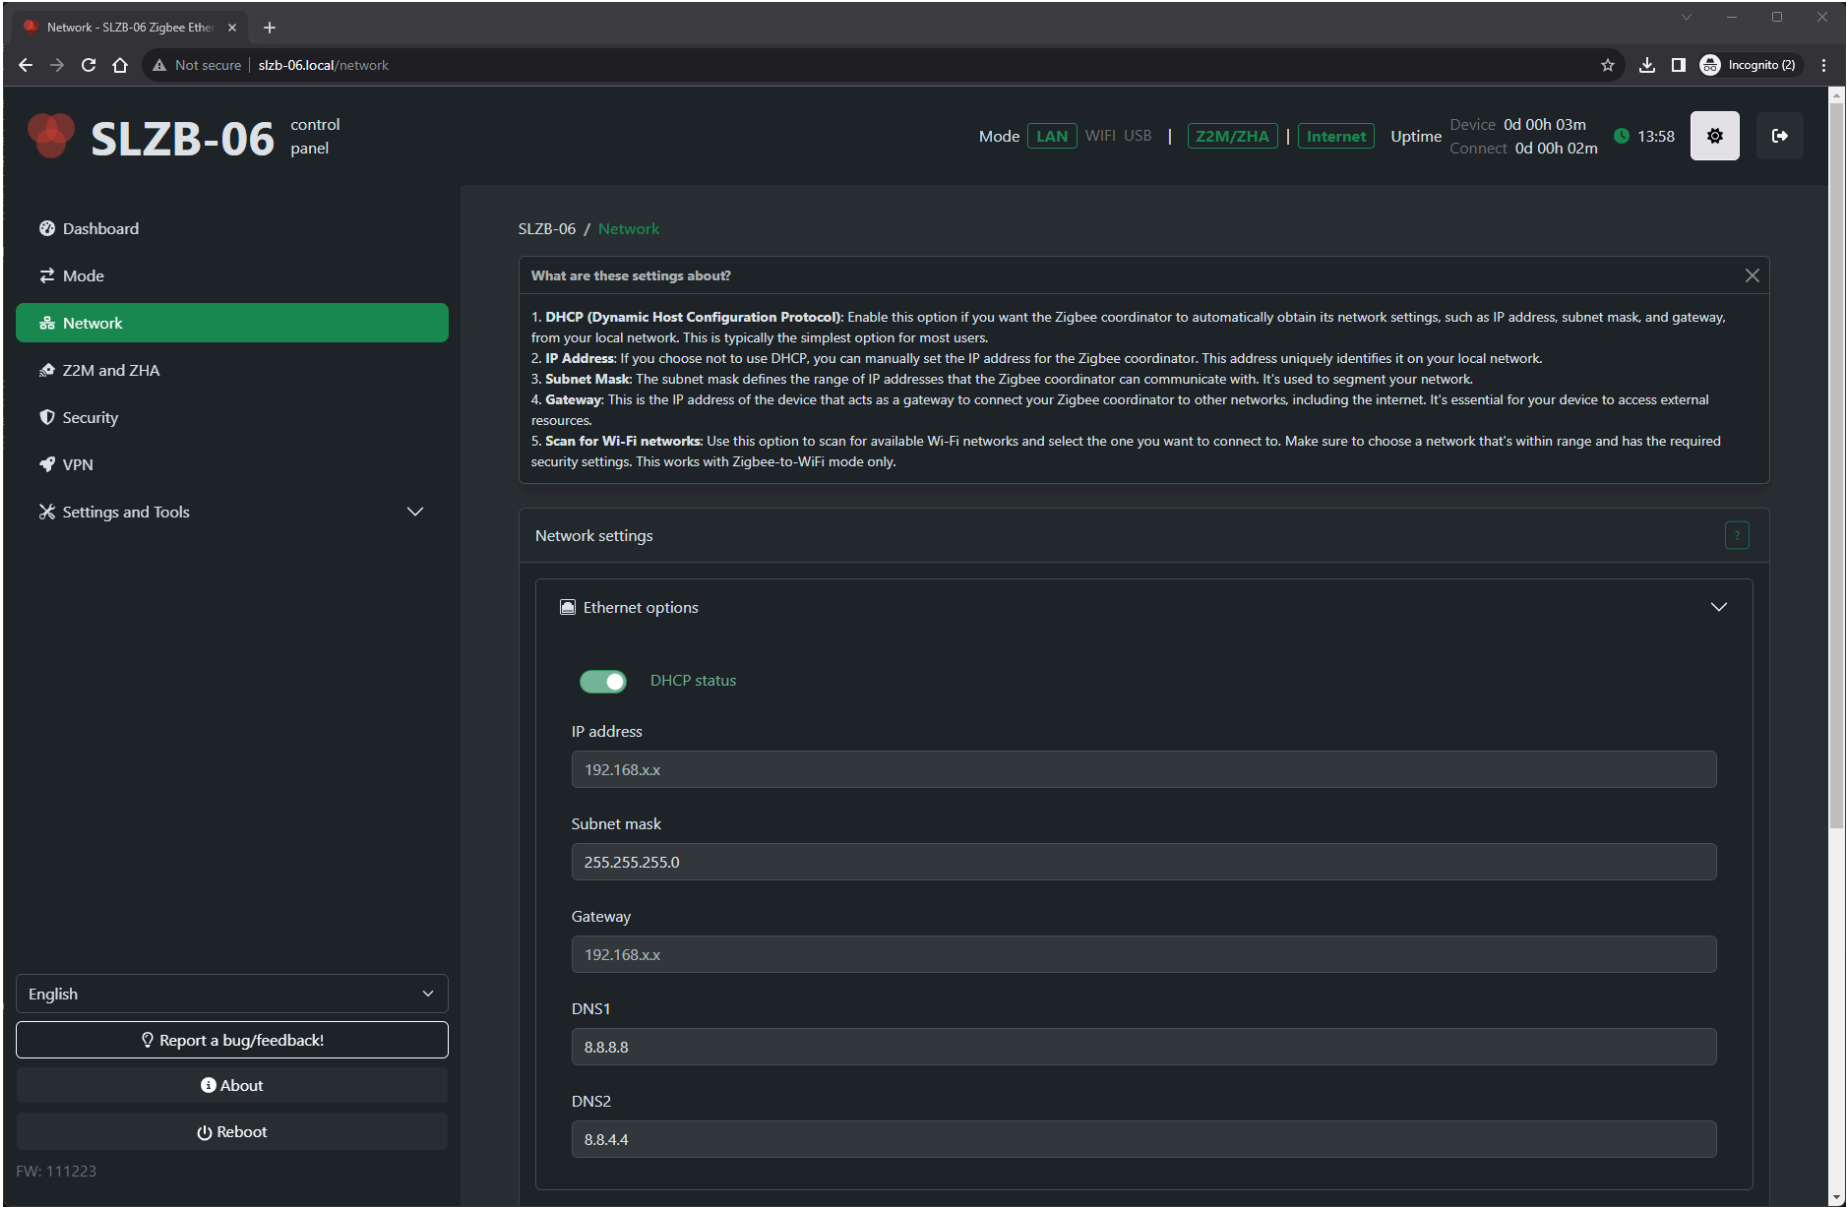 Network - SLZB-06 Zigbee Ether
Not secure slzb-06.local/network Incognito (2)
SLZB-06 control panel
Mode LAN WIFI USB | Z2M/ZHA | Internet Uptime Device 0d 00h 03m Connect 0d 00h 02m 13:58
Dashboard
Mode
Network
Z2M and ZHA
Security
VPN
Settings and Tools
English
Report a bug/feedback!
About
Reboot
FW: 111223
SLZB-06 / Network
What are these settings about?
1. DHCP (Dynamic Host Configuration Protocol): Enable this option if you want the Zigbee coordinator to automatically obtain its network settings, such as IP address, subnet mask, and gateway,
from your local network. This is typically the simplest option for most users.
2. IP Address: If you choose not to use DHCP, you can manually set the IP address for the Zigbee coordinator. This address uniquely identifies it on your local network.
3. Subnet Mask: The subnet mask defines the range of IP addresses that the Zigbee coordinator can communicate with. It's used to segment your network.
4. Gateway: This is the IP address of the device that acts as a gateway to connect your Zigbee coordinator to other networks, including the internet. It's essential for your device to access external
resources.
5. Scan for Wi-Fi networks: Use this option to scan for available Wi-Fi networks and select the one you want to connect to. Make sure to choose a network that's within range and has the required
security settings. This works with Zigbee-to-WiFi mode only.
Network settings ?
Ethernet options
DHCP status
IP address
192.168.x.x
Subnet mask
255.255.255.0
Gateway
192.168.x.x
DNS1
8.8.8.8
DNS2
8.8.4.4